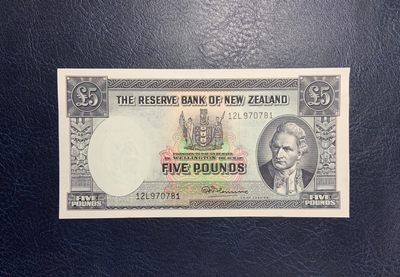 £5 £5
THE RESERVE BANK OF NEW ZEALAND
12L970781
WELLINGTON
FIVE POUNDS
12L970781
FIVE POUNDS FIVE POUNDS